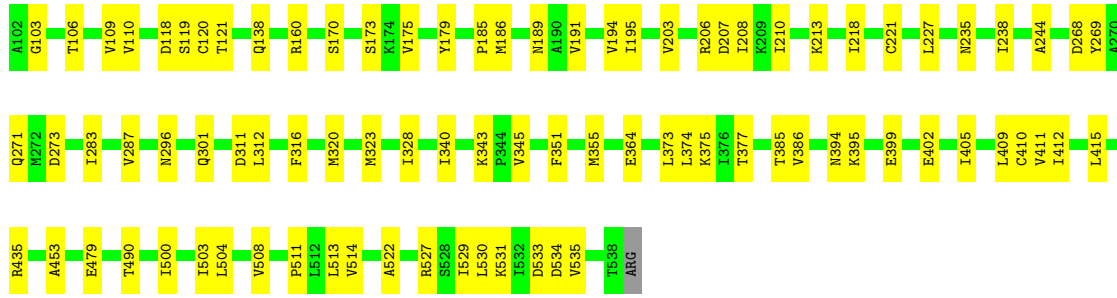 A102 G103 T106 V109 V110 D118 S119 C120 T121 Q138 R160 S170 S173 K174 V175 Y179 P185 M186 N189 A190 V191 V194 I195 V203 R206 D207 I208 K209 I210 K213 I218 C221 L227 N235 I238 A244 D268 Y269 A270
Q271 M272 D273 I283 V287 N296 Q301 D311 L312 F316 M320 M323 I328 I340 K343 P344 V345 F351 M355 E364 L373 L374 K375 I376 T377 T385 V386 N394 K395 E399 E402 I405 L409 C410 V411 I412 L415
R435 A453 E479 T490 I500 I503 L504 V508 P511 L512 L513 V514 A522 R527 S528 I529 L530 K531 I532 D533 D534 V535 T538 ARG